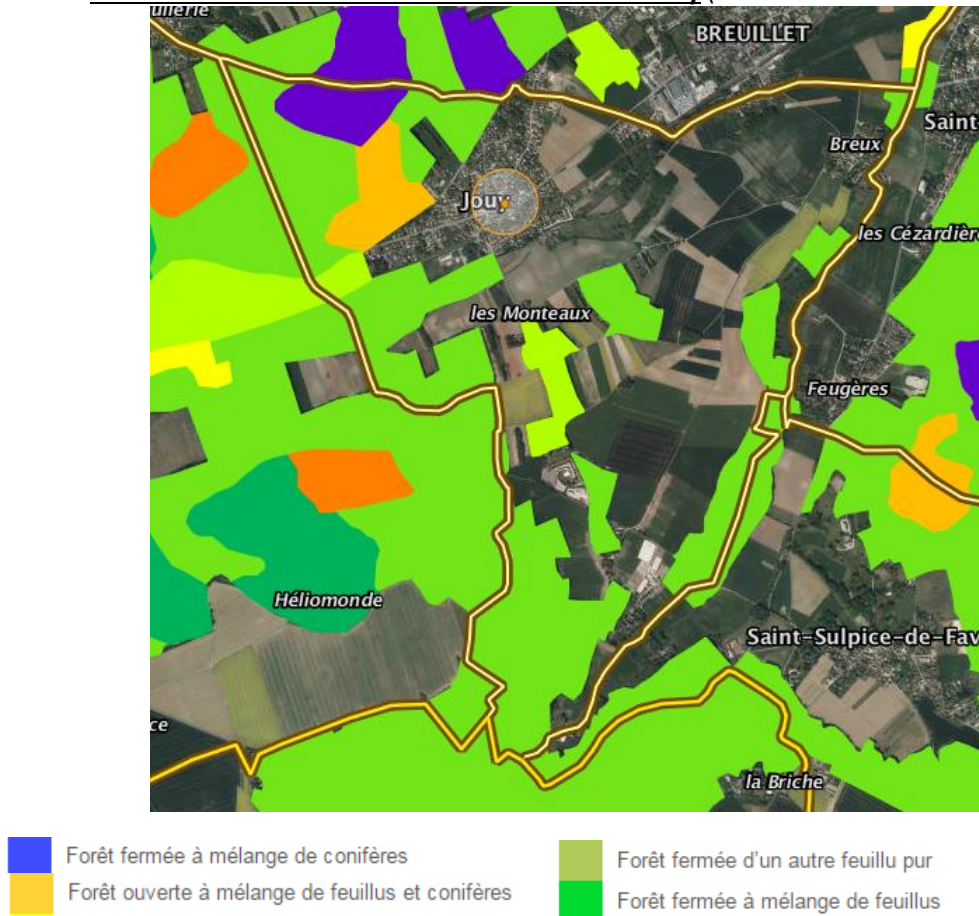 BREUILLET
Saint-
Breux
Jouy
les Cézardière
les Monteaux
Feugères
Héliomonde
Saint-Sulpice-de-Fav
ce
la Briche
Forêt fermée à mélange de conifères
Forêt ouverte à mélange de feuillus et conifères
Forêt fermée d'un autre feuillu pur
Forêt fermée à mélange de feuillus